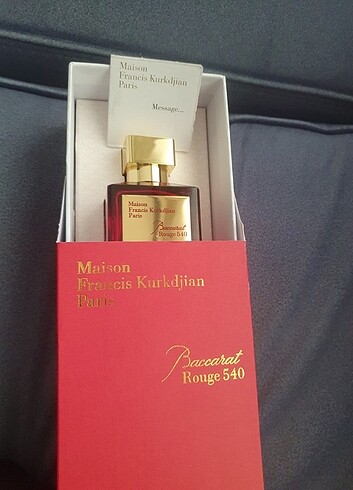 Maison
Francis Kurkdjian
Paris
Message...
Maison
Francis Kurkdjian
Paris
Baccarat
Rouge 540
Maison
Francis Kurkdjian
Paris
Baccarat
Rouge 540